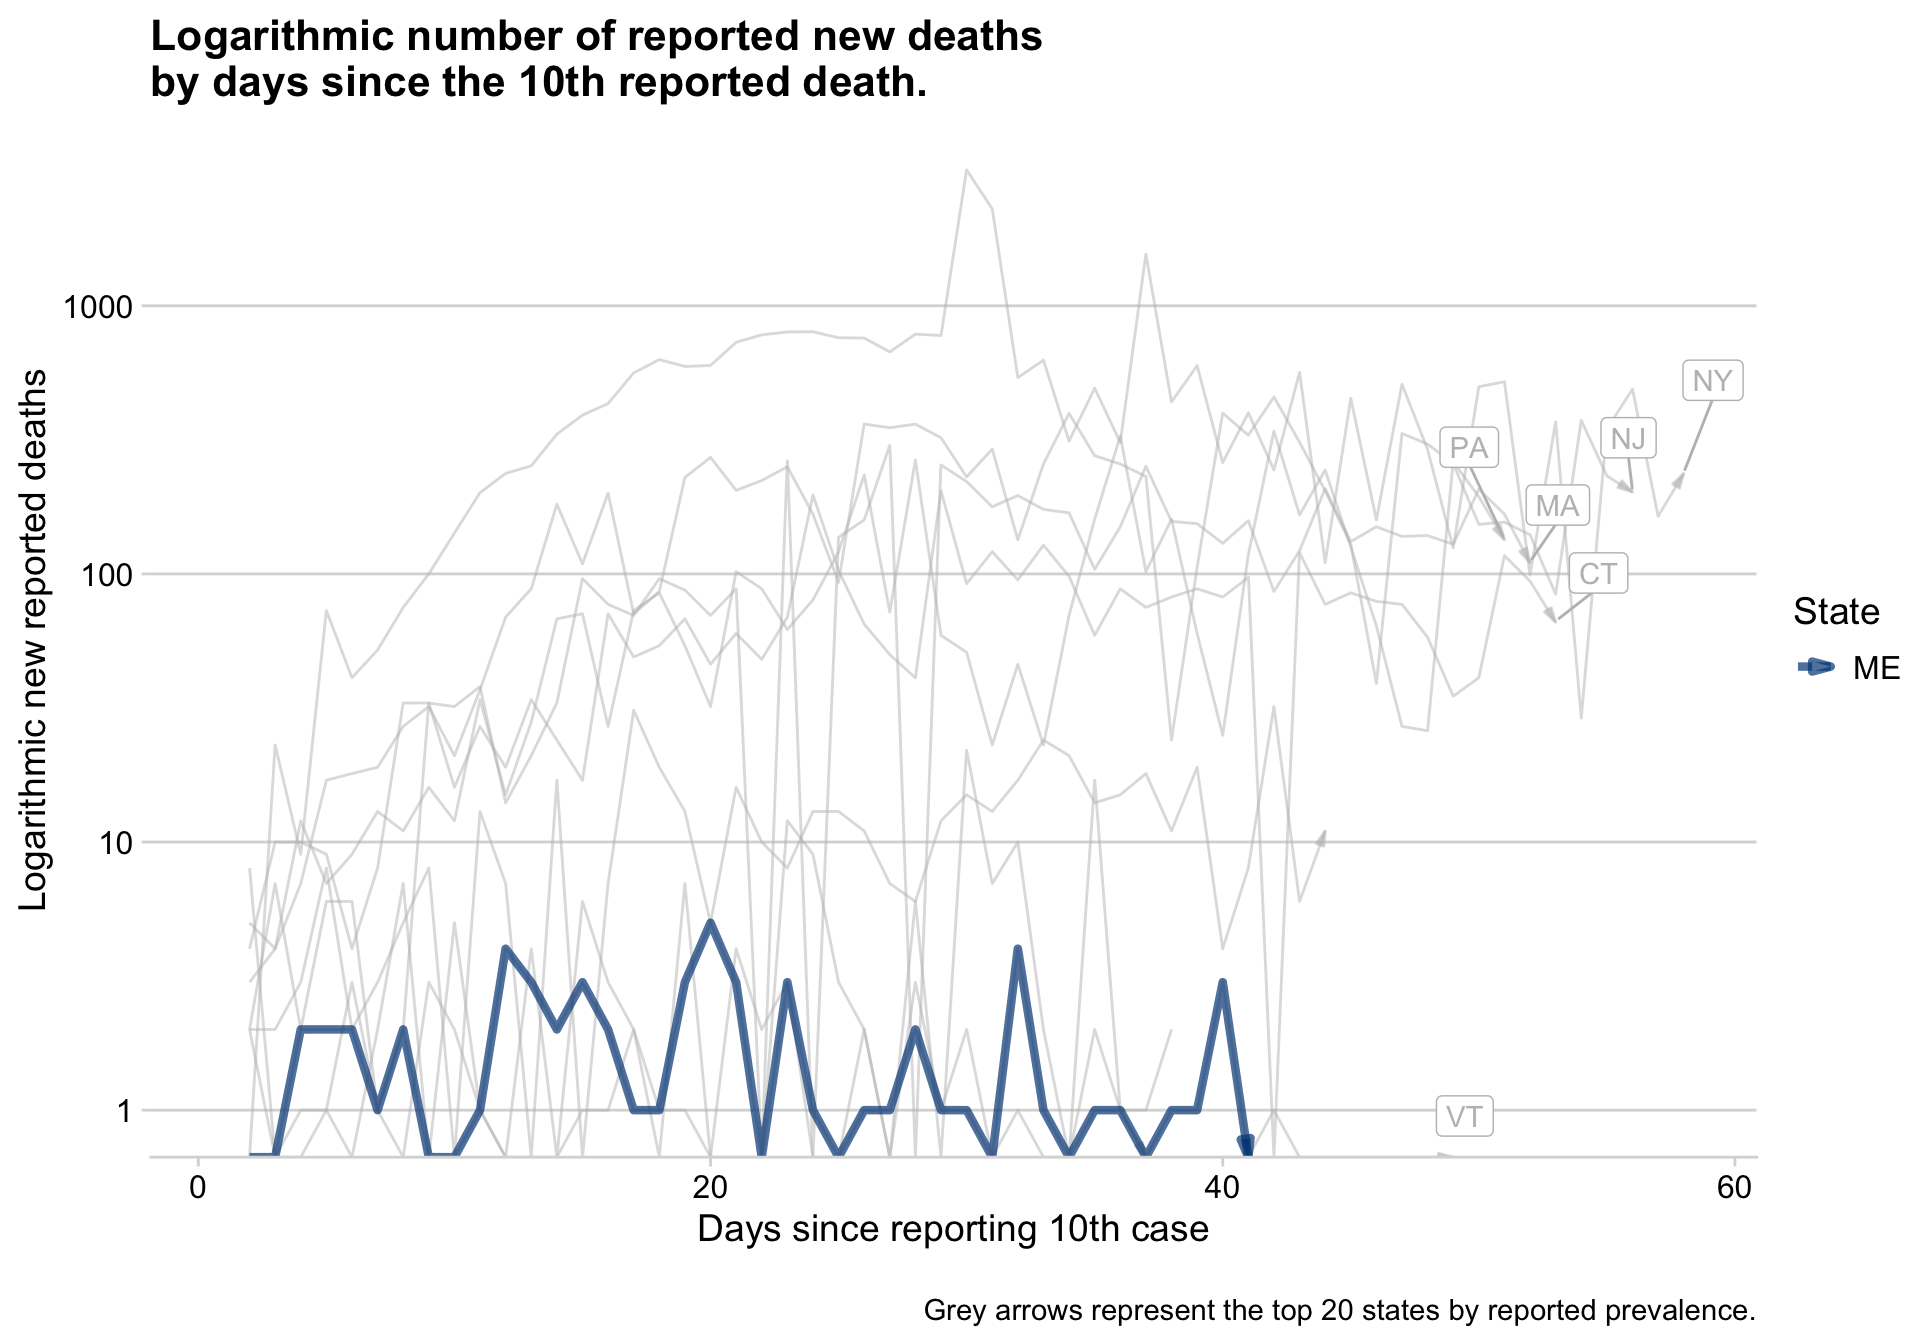 Logarithmic number of reported new deaths
by days since the 10th reported death.
Logarithmic new reported deaths
1000
100
10
1
NY
NJ
PA
MA
CT
VT
State
ME
0
20
40
60
Days since reporting 10th case
Grey arrows represent the top 20 states by reported prevalence.